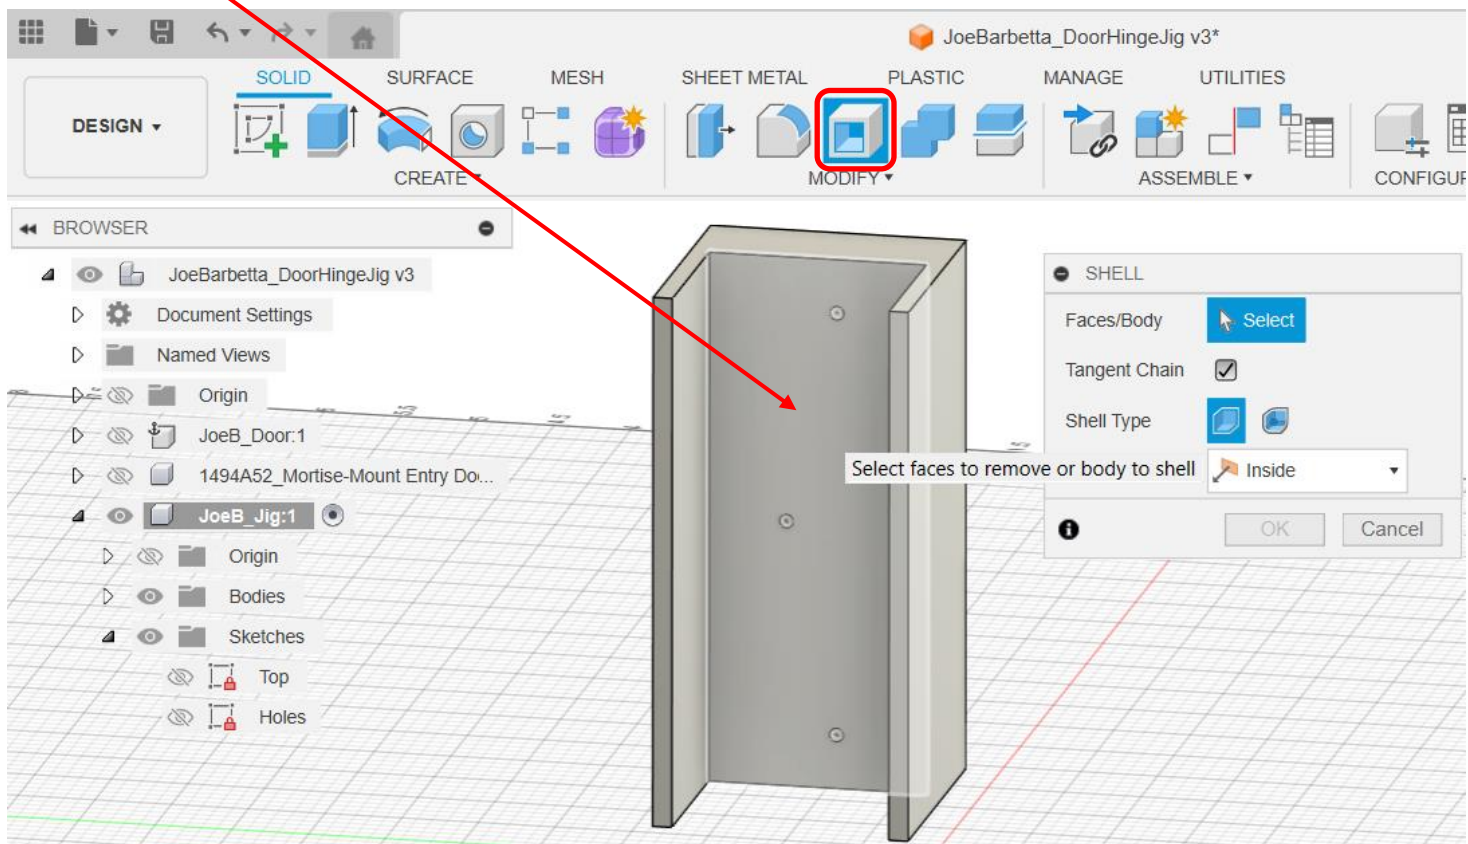 JoeBarbetta_DoorHingeJig v3*
SOLID SURFACE MESH SHEET METAL PLASTIC MANAGE UTILITIES
DESIGN
CREATE MODIFY ASSEMBLE CONFIGUR
BROWSER
JoeBarbetta_DoorHingeJig v3
Document Settings
Named Views
Origin
JoeB_Door:1
1494A52_Mortise-Mount Entry Do...
JoeB_Jig:1
Origin
Bodies
Sketches
Top
Holes
SHELL
Faces/Body Select
Tangent Chain
Shell Type
Select faces to remove or body to shell
Inside
OK Cancel